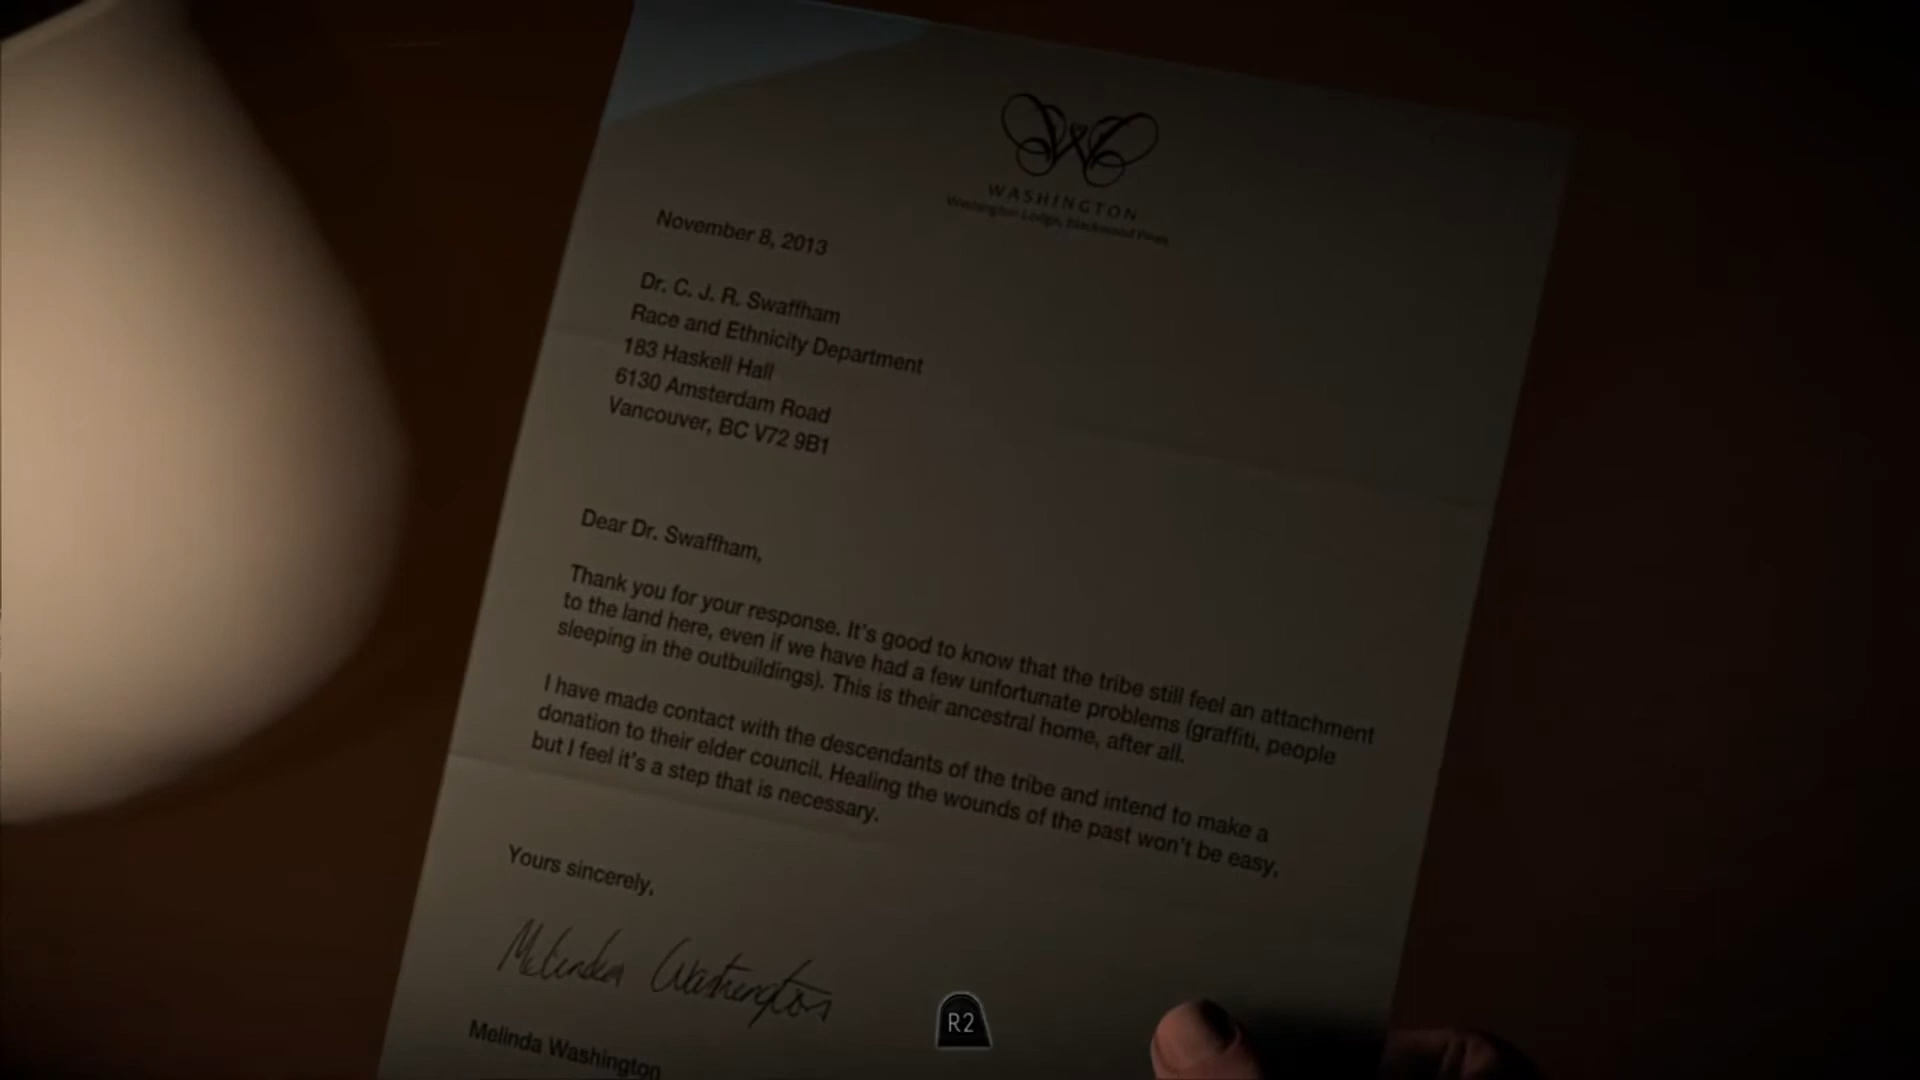 WASHINGTON
Washington Lodge, Blackwood Pines
November 8, 2013
Dr. C. J. R. Swaffham
Race and Ethnicity Department
183 Haskell Hall
6130 Amsterdam Road
Vancouver, BC V72 9B1
Dear Dr. Swaffham,
Thank you for your response. It's good to know that the tribe still feel an attachment
to the land here, even if we have had a few unfortunate problems (graffiti, people
sleeping in the outbuildings). This is their ancestral home, after all.
I have made contact with the descendants of the tribe and intend to make a
donation to their elder council. Healing the wounds of the past won't be easy,
but I feel it's a step that is necessary.
Yours sincerely,
Melinda Washington
Melinda Washington
R2